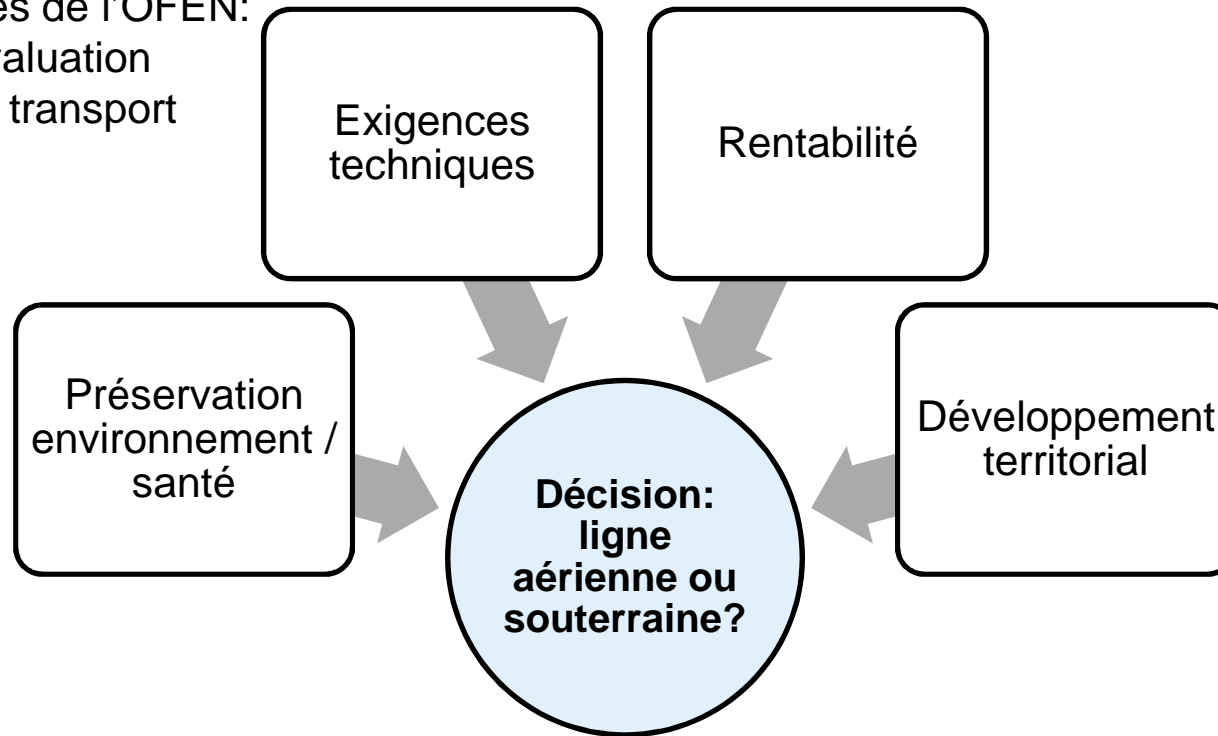 de l'OFEN:
transport
Exigences
techniques
Rentabilité
Préservation
environnement /
santé
Développement
territorial
Décision:
ligne
aérienne ou
souterraine?